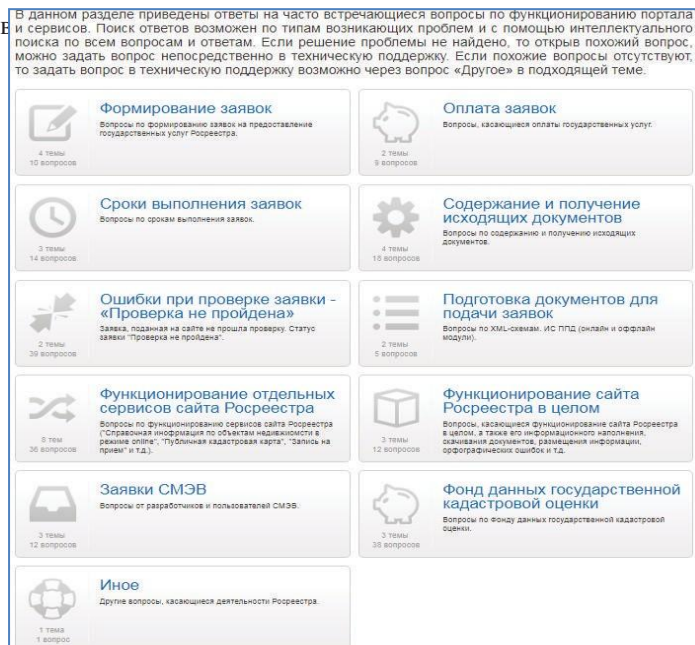 В данном разделе приведены ответы на часто встречающиеся вопросы по функционированию портала
и сервисов. Поиск ответов возможен по типам возникающих проблем и с помощью интеллектуального
поиска по всем вопросам и ответам. Если решение проблемы не найдено, то открыв похожий вопрос,
можно задать вопрос непосредственно в техническую поддержку. Если похожие вопросы отсутствуют,
то задать вопрос в техническую поддержку возможно через вопрос «Другое» в подходящей теме.
Формирование заявок
Вопросы по формированию заявок на предоставление
государственных услуг Росреестра.
4 темы
10 вопросов
Оплата заявок
Вопросы, касающиеся оплаты государственных услуг.
2 темы
9 вопросов
Сроки выполнения заявок
Вопросы по срокам выполнения заявок.
3 темы
14 вопросов
Содержание и получение
исходящих документов
Вопросы по содержанию и получению исходящих
документов.
4 темы
18 вопросов
Ошибки при проверке заявки -
«Проверка не пройдена»
Заявка, поданная на сайте не прошла проверку. Статус
заявки "Проверка не пройдена".
2 темы
39 вопросов
Подготовка документов для
подачи заявок
Вопросы по XML-схемам. ИС ППД (онлайн и оффлайн
модули).
2 темы
5 вопросов
Функционирование отдельных
сервисов сайта Росреестра
Вопросы по функционированию сервисов сайта Росреестра
("Справочная информация по объектам недвижимости в
режиме online", "Публичная кадастровая карта", "Запись на
прием" и т.д.).
8 тем
36 вопросов
Функционирование сайта
Росреестра в целом
Вопросы, касающиеся функционирование сайта Росреестра
в целом, а также его информационного наполнения,
скачивания документов, размещения информации,
орфографических ошибок и т.д.
3 темы
12 вопросов
Заявки СМЭВ
Вопросы от разработчиков и пользователей СМЭВ.
3 темы
12 вопросов
Фонд данных государственной
кадастровой оценки
Вопросы по Фонду данных государственной кадастровой
оценки.
3 темы
38 вопросов
Иное
Другие вопросы, касающиеся деятельности Росреестра.
1 тема
1 вопрос